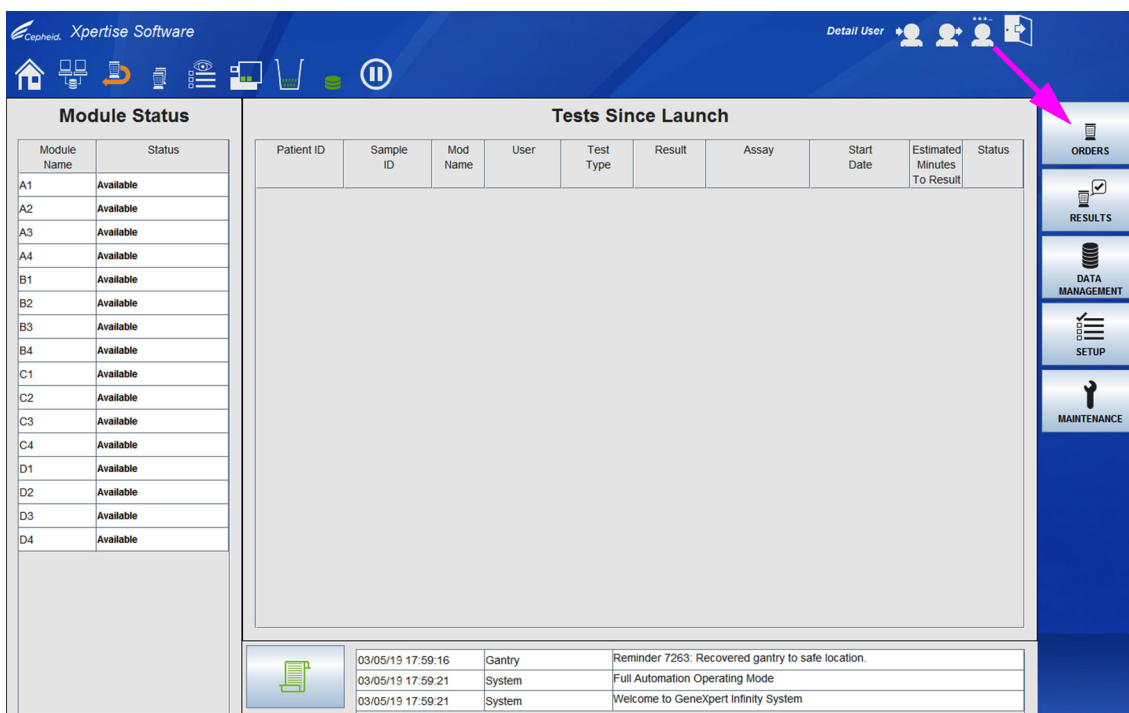 Cepheid. Xpertise Software
Detail User
Module Status
Module Name Status
A1 Available
A2 Available
A3 Available
A4 Available
B1 Available
B2 Available
B3 Available
B4 Available
C1 Available
C2 Available
C3 Available
C4 Available
D1 Available
D2 Available
D3 Available
D4 Available
Tests Since Launch
Patient ID Sample ID Mod Name User Test Type Result Assay Start Date Estimated Minutes To Result Status
03/05/19 17:59:16 Gantry Reminder 7263: Recovered gantry to safe location.
03/05/19 17:59:21 System Full Automation Operating Mode
03/05/19 17:59:21 System Welcome to GeneXpert Infinity System
ORDERS
RESULTS
DATA
MANAGEMENT
SETUP
MAINTENANCE